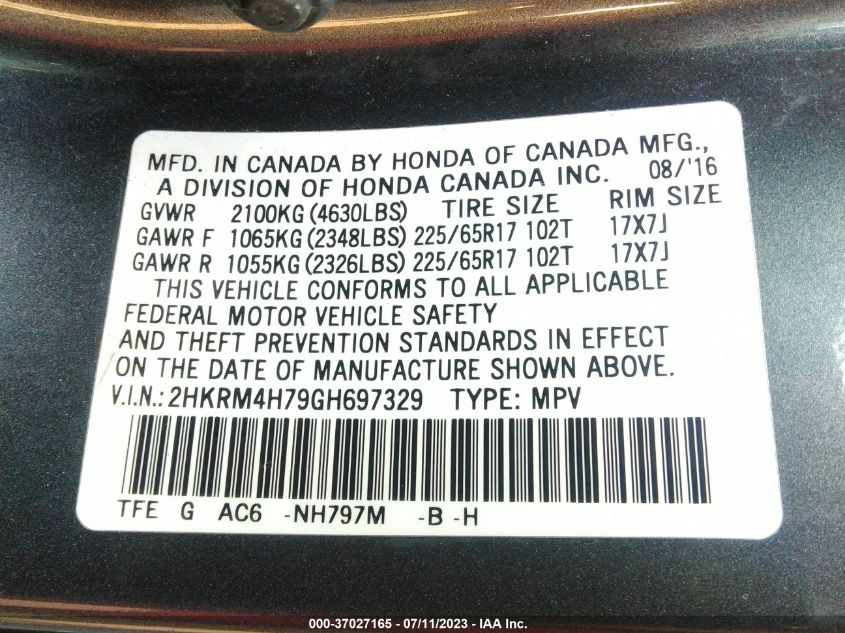 MFD. IN CANADA BY HONDA OF CANADA MFG.,
A DIVISION OF HONDA CANADA INC. 08/'16
GVWR 2100KG (4630LBS) TIRE SIZE RIM SIZE
GAWR F 1065KG (2348LBS) 225/65R17 102T 17X7J
GAWR R 1055KG (2326LBS) 225/65R17 102T 17X7J
THIS VEHICLE CONFORMS TO ALL APPLICABLE
FEDERAL MOTOR VEHICLE SAFETY
AND THEFT PREVENTION STANDARDS IN EFFECT
ON THE DATE OF MANUFACTURE SHOWN ABOVE.
V.I.N.: 2HKRM4H79GH697329 TYPE: MPV
TFE G AC6 -NH797M -B -H
000-37027165 - 07/11/2023 - IAA Inc.